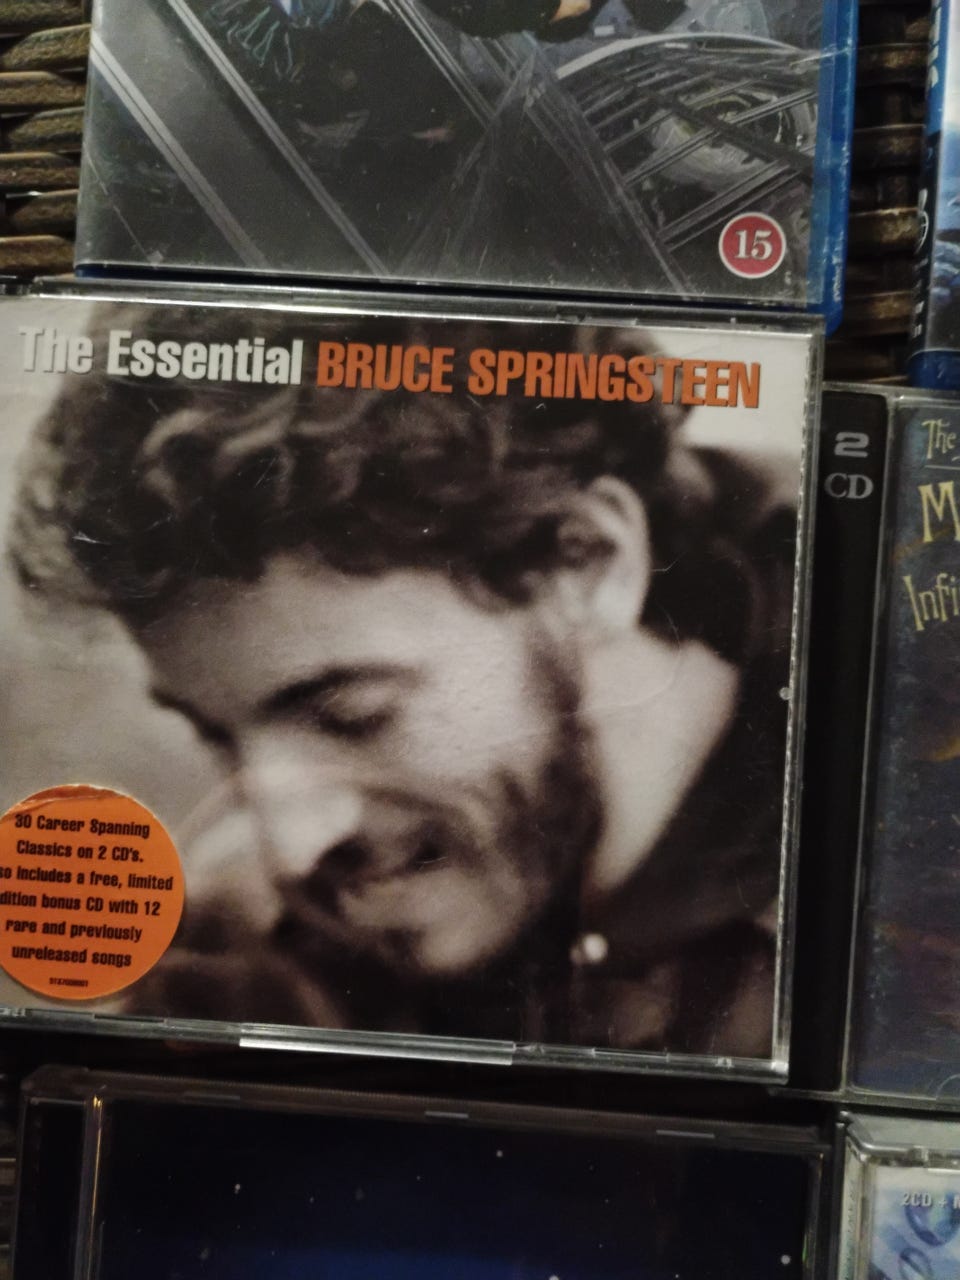 15
The Essential BRUCE SPRINGSTEEN
2
CD
The
M
Infi
30 Career Spanning
Classics on 2 CD's.
so includes a free, limited
dition bonus CD with 12
rare and previously
unreleased songs
2CD +